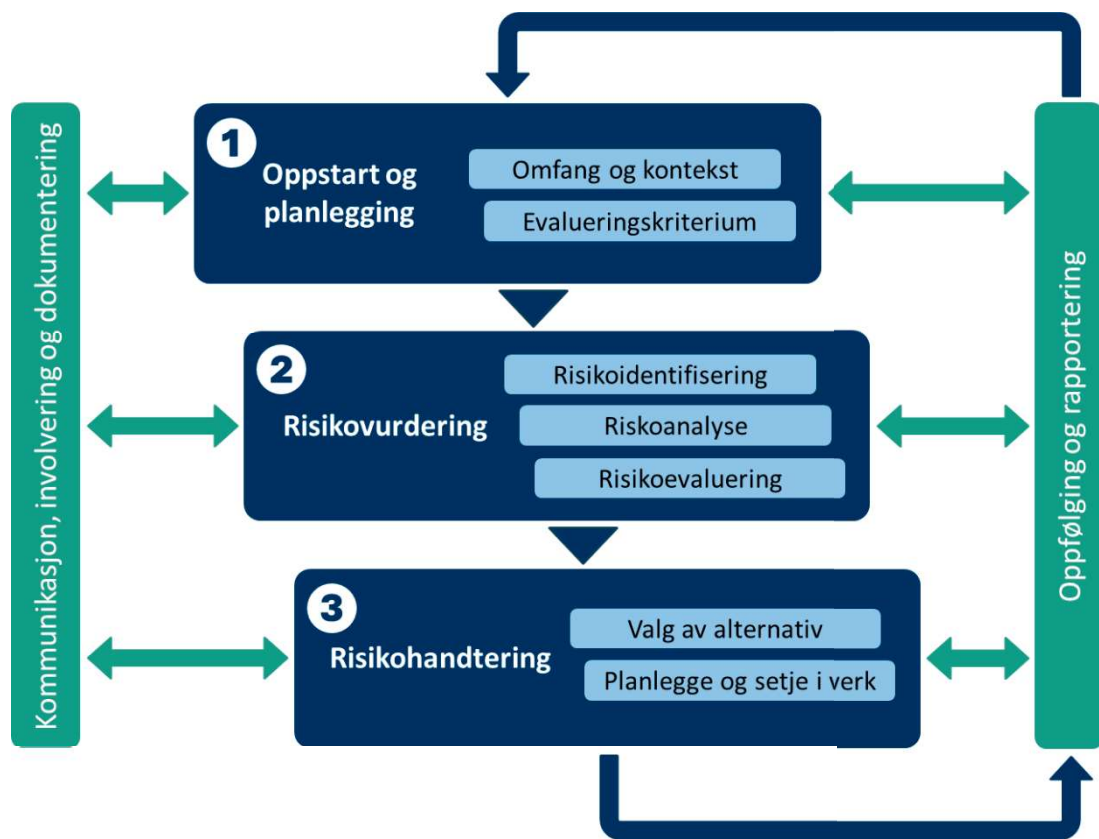 Kommunikasjon, involvering og dokumentering
1
Oppstart og
planlegging
Omfang og kontekst
Evalueringskriterium
2
Risikovurdering
Risikoidentifisering
Riskoanalyse
Risikoevaluering
3
Risikohandtering
Valg av alternativ
Planlegge og setje i verk
Oppfølging og rapportering